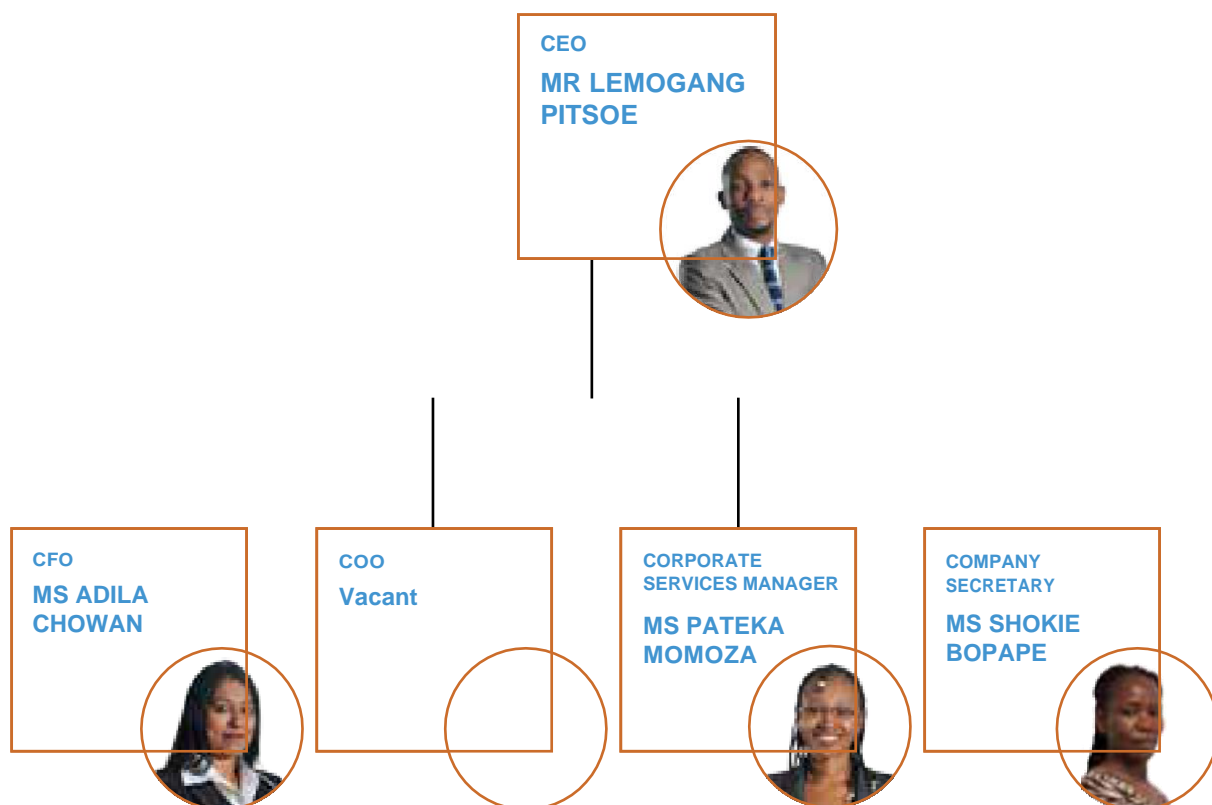 CEO
MR LEMOGANG
PITSOE
CFO
MS ADILA
CHOWAN
COO
Vacant
CORPORATE
SERVICES MANAGER
MS PATEKA
MOMOZA
COMPANY
SECRETARY
MS SHOKIE
BOPAPE